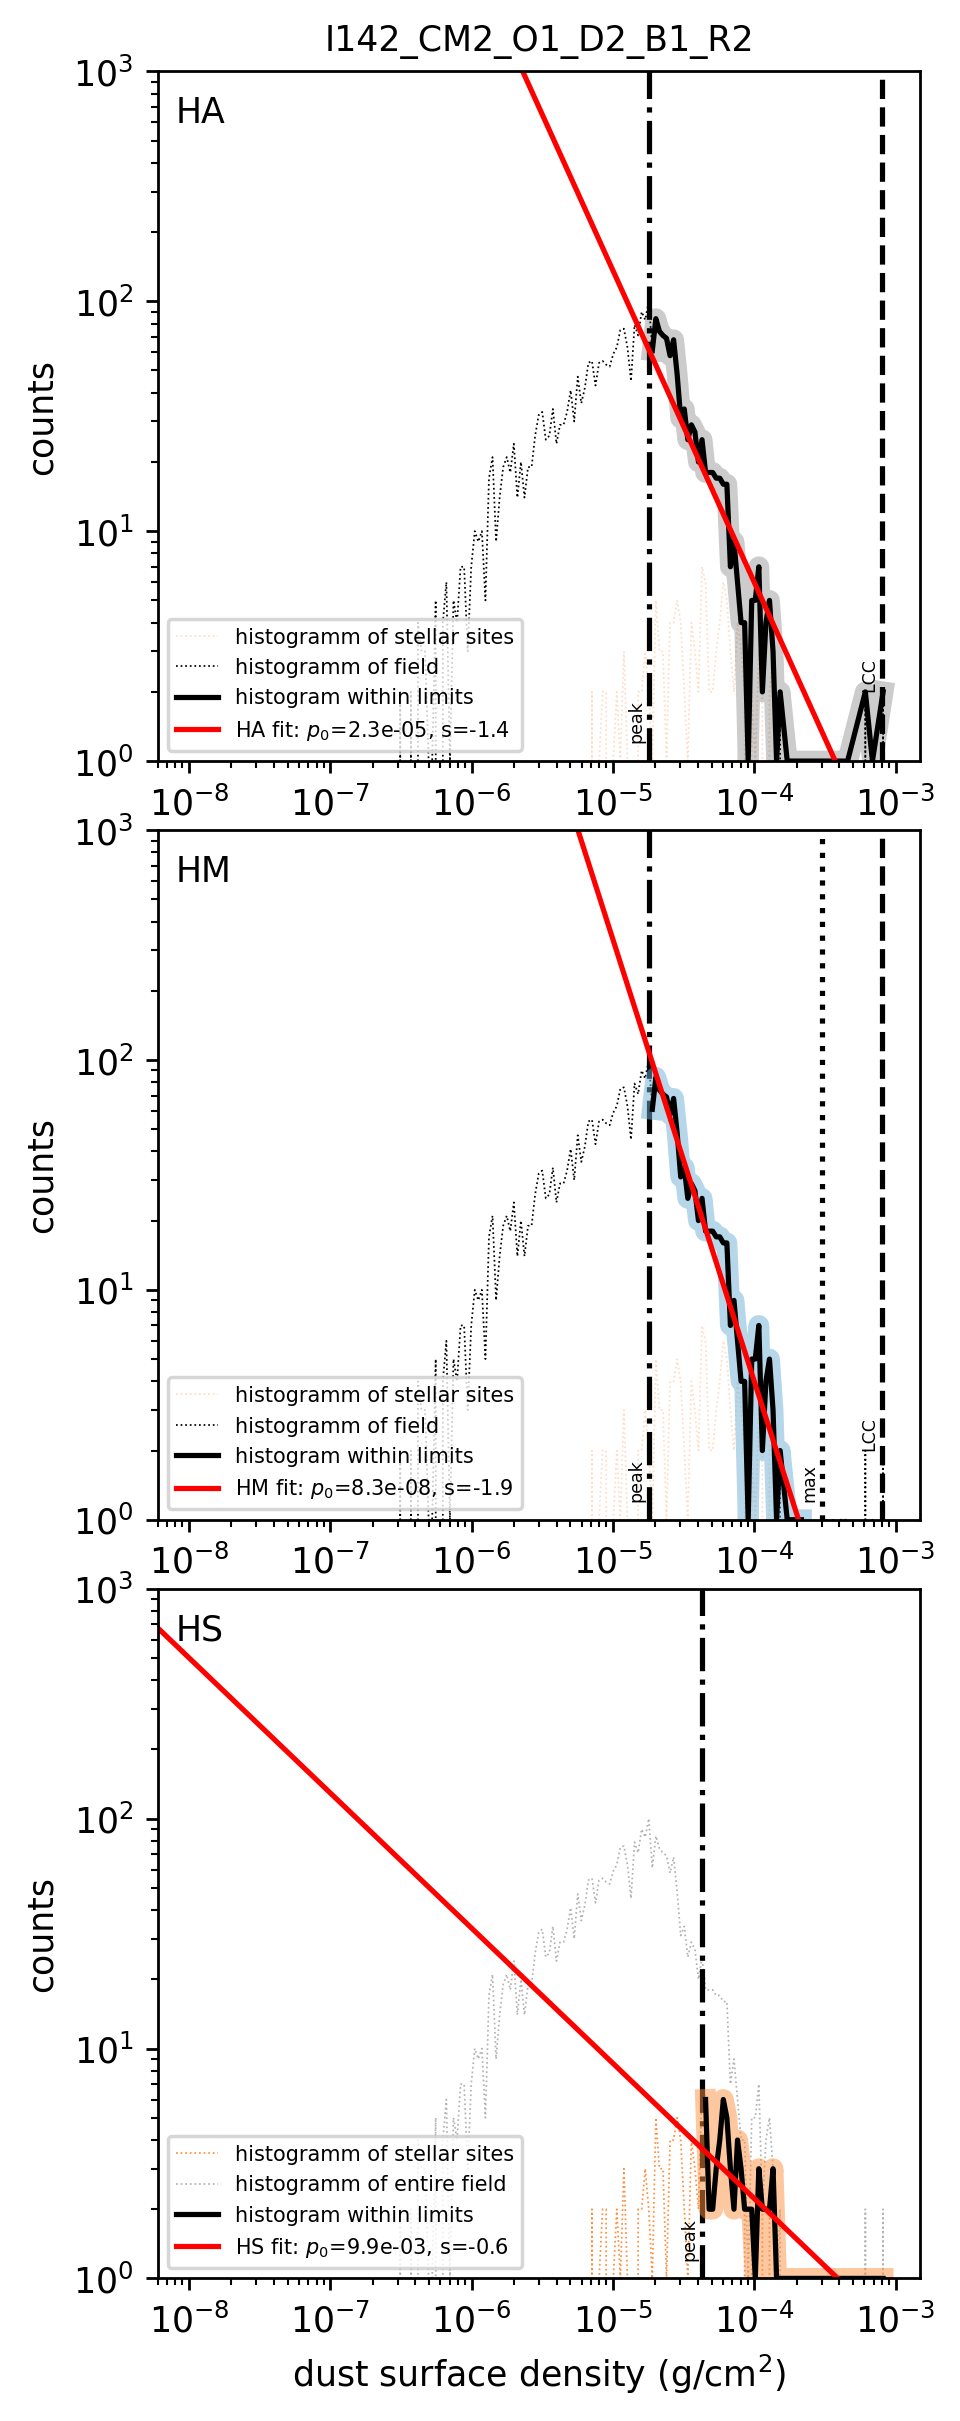 I142_CM2_O1_D2_B1_R2
HA
10³
10²
10¹
10⁰
counts
peak
LCC
histogramm of stellar sites
histogramm of field
histogram within limits
HA fit: p₀=2.3e-05, s=-1.4
10⁻⁸ 10⁻⁷ 10⁻⁶ 10⁻⁵ 10⁻⁴ 10⁻³
HM
10³
10²
10¹
10⁰
counts
peak
max
LCC
histogramm of stellar sites
histogramm of field
histogram within limits
HM fit: p₀=8.3e-08, s=-1.9
10⁻⁸ 10⁻⁷ 10⁻⁶ 10⁻⁵ 10⁻⁴ 10⁻³
HS
10³
10²
10¹
10⁰
counts
peak
histogramm of stellar sites
histogramm of entire field
histogram within limits
HS fit: p₀=9.9e-03, s=-0.6
10⁻⁸ 10⁻⁷ 10⁻⁶ 10⁻⁵ 10⁻⁴ 10⁻³
dust surface density (g/cm²)